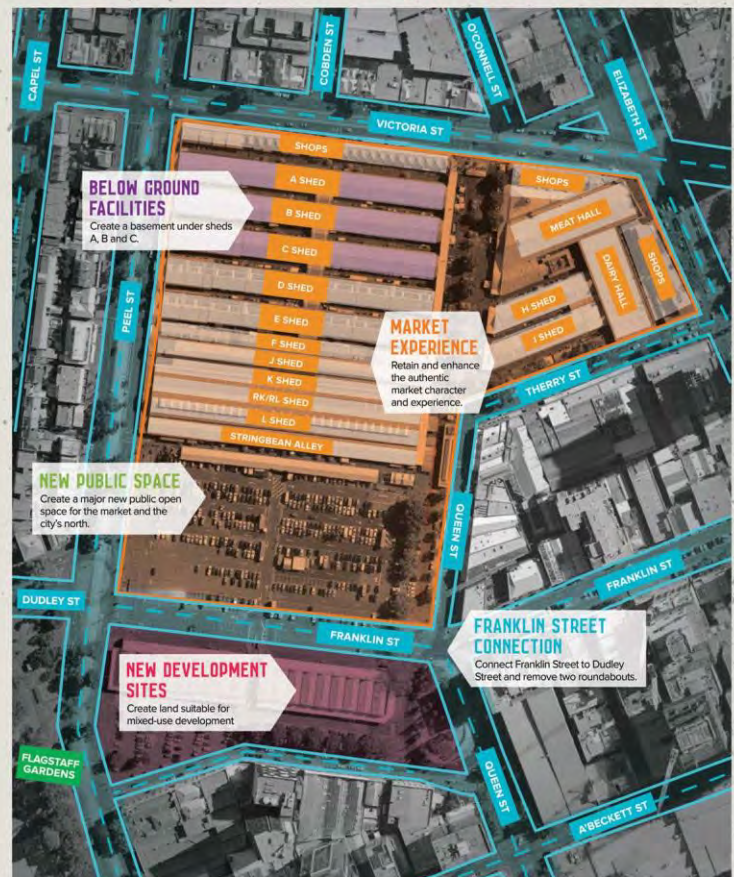 CAPEL ST
COBDEN ST
O'CONNELL ST
ELIZABETH ST
VICTORIA ST
SHOPS
A SHED
B SHED
C SHED
D SHED
E SHED
F SHED
J SHED
K SHED
RK/RL SHED
L SHED
STRINGBEAN ALLEY
SHOPS
MEAT HALL
DAIRY HALL
SHOPS
H SHED
I SHED
BELOW GROUND
FACILITIES
Create a basement under sheds
A, B and C.
PEEL ST
MARKET
EXPERIENCE
Retain and enhance
the authentic
market character
and experience.
THERRY ST
NEW PUBLIC SPACE
Create a major new public open
space for the market and the
city's north.
QUEEN ST
FRANKLIN ST
DUDLEY ST
FRANKLIN ST
FRANKLIN STREET
CONNECTION
Connect Franklin Street to Dudley
Street and remove two roundabouts.
NEW DEVELOPMENT
SITES
Create land suitable for
mixed-use development
FLAGSTAFF
GARDENS
QUEEN ST
A'BECKETT ST